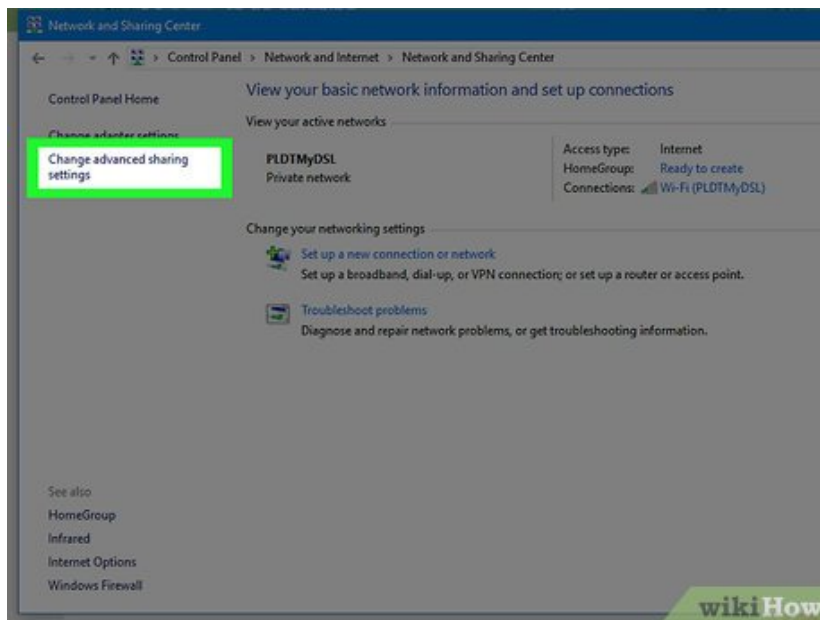 Network and Sharing Center
Control Panel > Network and Internet > Network and Sharing Center
Control Panel Home
Change adapter settings
Change advanced sharing
settings
View your basic network information and set up connections
View your active networks
PLDTMyDSL
Private network
Access type: Internet
HomeGroup: Ready to create
Connections: Wi-Fi (PLDTMyDSL)
Change your networking settings
Set up a new connection or network
Set up a broadband, dial-up, or VPN connection; or set up a router or access point.
Troubleshoot problems
Diagnose and repair network problems, or get troubleshooting information.
See also
HomeGroup
Infrared
Internet Options
Windows Firewall
wikiHow